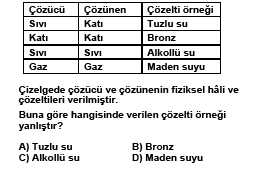 Çözücü Çözünen Çözelti örneği
Sıvı Katı Tuzlu su
Katı Katı Bronz
Sıvı Sıvı Alkollü su
Gaz Gaz Maden suyu
Çizelgede çözücü ve çözünenin fiziksel hâli ve
çözeltileri verilmiştir.
Buna göre hangisinde verilen çözelti örneği
yanlıştır?
A) Tuzlu su B) Bronz
C) Alkollü su D) Maden suyu